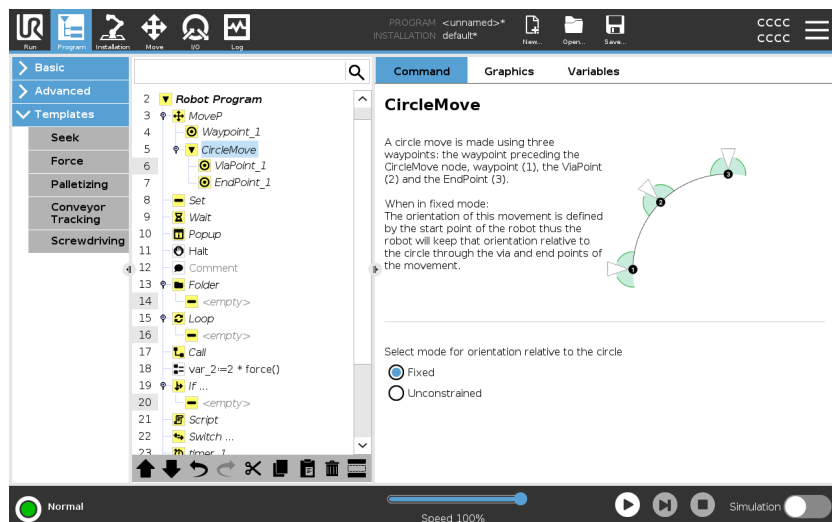 PROGRAM <unnamed>*
INSTALLATION default*
CCCC
CCCC
Run
Program
Installation
Move
I/O
Log
New...
Open...
Save...
Basic
Advanced
Templates
Seek
Force
Palletizing
Conveyor
Tracking
Screwdriving
2 Robot Program
3 MoveP
4 Waypoint_1
5 CircleMove
6 ViaPoint_1
7 EndPoint_1
8 Set
9 Wait
10 Popup
11 Halt
12 Comment
13 Folder
14 <empty>
15 Loop
16 <empty>
17 Call
18 var_2:=2 * force()
19 If ...
20 <empty>
21 Script
22 Switch ...
23 timer_1
Command Graphics Variables
CircleMove
A circle move is made using three
waypoints: the waypoint preceding the
CircleMove node, waypoint (1), the ViaPoint
(2) and the EndPoint (3).
When in fixed mode:
The orientation of this movement is defined
by the start point of the robot thus the
robot will keep that orientation relative to
the circle through the via and end points of
the movement.
3
2
1
Select mode for orientation relative to the circle
Fixed
Unconstrained
Normal
Speed 100%
Simulation